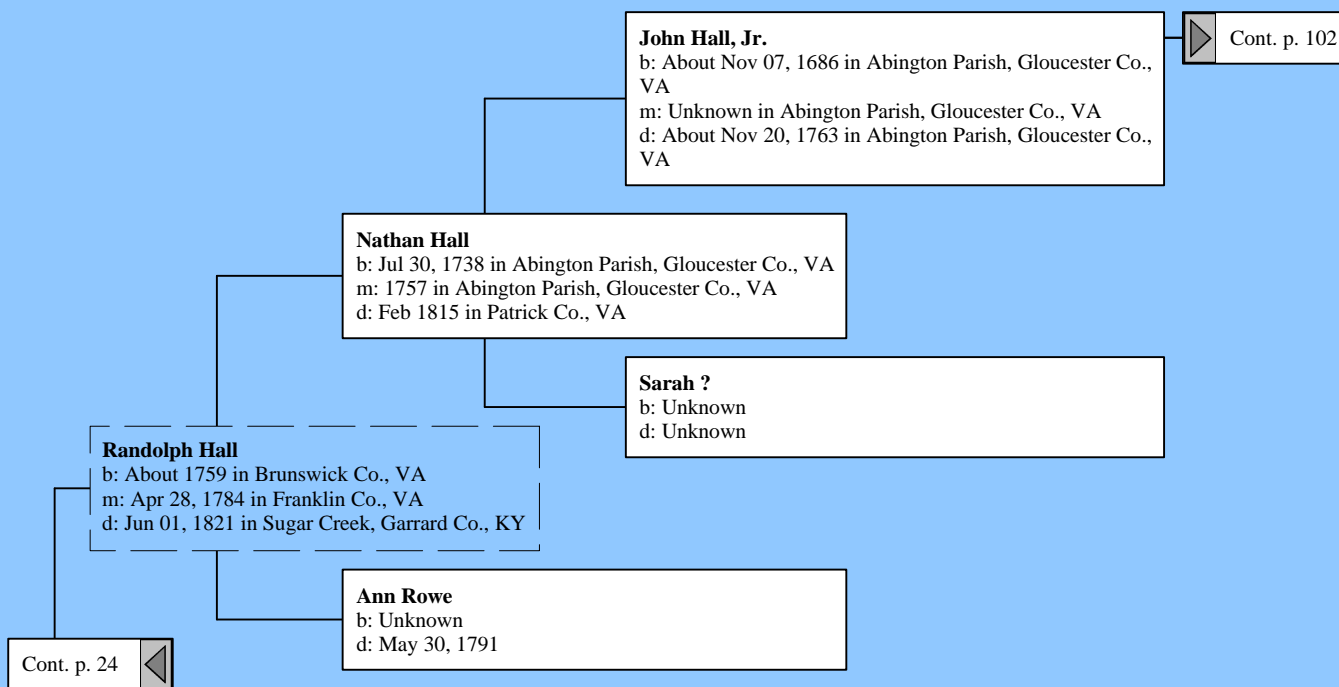 John Hall, Jr.
b: About Nov 07, 1686 in Abington Parish, Gloucester Co.,
VA
m: Unknown in Abington Parish, Gloucester Co., VA
d: About Nov 20, 1763 in Abington Parish, Gloucester Co.,
VA
Cont. p. 102
Nathan Hall
b: Jul 30, 1738 in Abington Parish, Gloucester Co., VA
m: 1757 in Abington Parish, Gloucester Co., VA
d: Feb 1815 in Patrick Co., VA
Sarah ?
b: Unknown
d: Unknown
Randolph Hall
b: About 1759 in Brunswick Co., VA
m: Apr 28, 1784 in Franklin Co., VA
d: Jun 01, 1821 in Sugar Creek, Garrard Co., KY
Ann Rowe
b: Unknown
d: May 30, 1791
Cont. p. 24